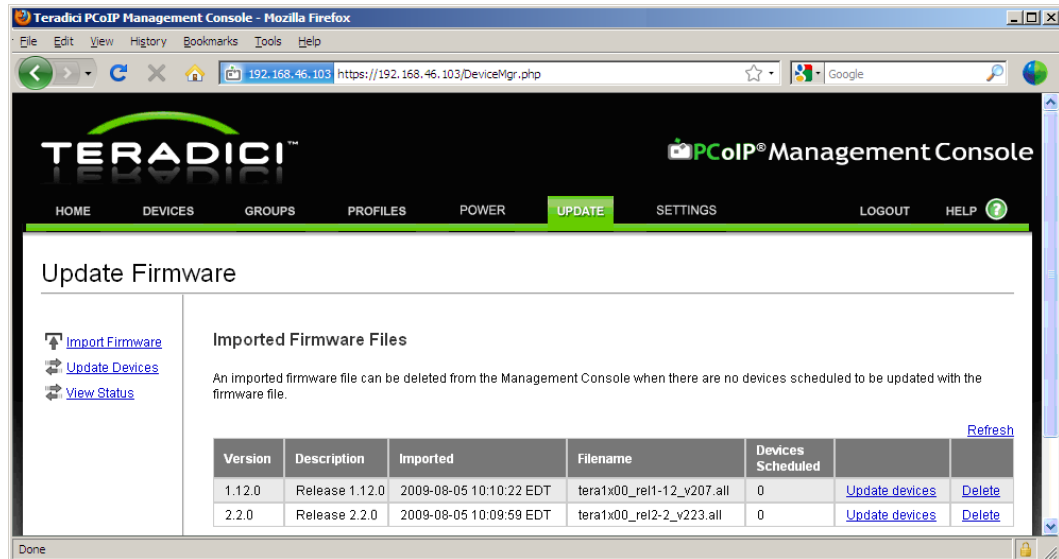 Teradici PCoIP Management Console - Mozilla Firefox
File Edit View History Bookmarks Tools Help
192.168.46.103 https://192.168.46.103/DeviceMgr.php Google
TERADICI™
PCoIP® Management Console
HOME DEVICES GROUPS PROFILES POWER UPDATE SETTINGS LOGOUT HELP ?
Update Firmware
Import Firmware
Update Devices
View Status
Imported Firmware Files
An imported firmware file can be deleted from the Management Console when there are no devices scheduled to be updated with the
firmware file.
Refresh
Version Description Imported Filename Devices Scheduled
1.12.0 Release 1.12.0 2009-08-05 10:10:22 EDT tera1x00_rel1-12_v207.all 0 Update devices Delete
2.2.0 Release 2.2.0 2009-08-05 10:09:59 EDT tera1x00_rel2-2_v223.all 0 Update devices Delete
Done